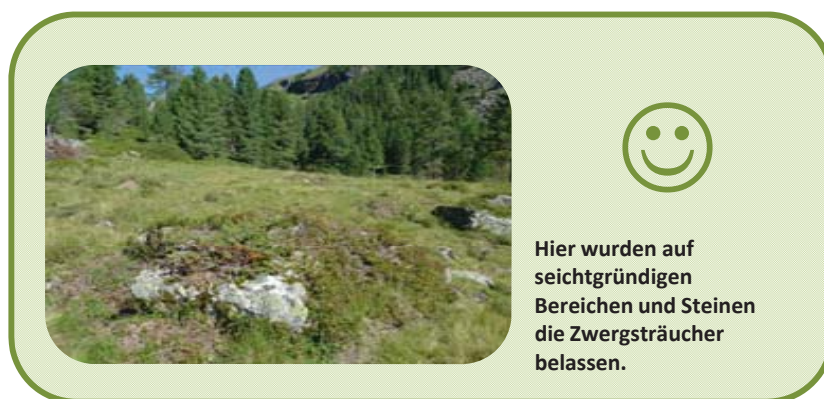 Hier wurden auf
seichtgründigen
Bereichen und Steinen
die Zwergsträucher
belassen.